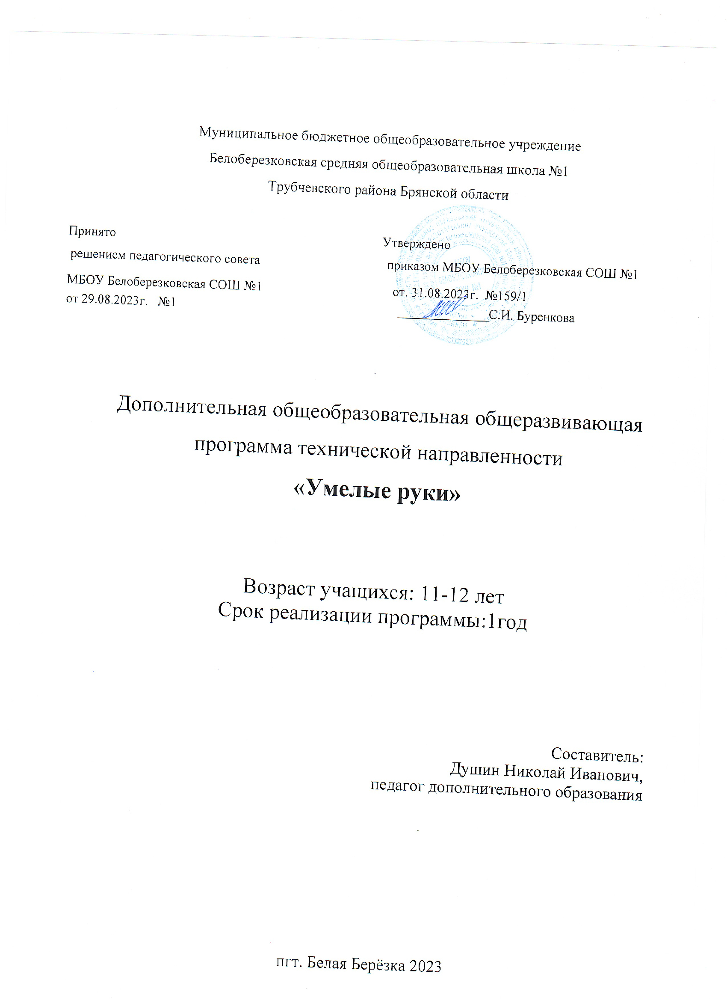 Муниципальное бюджетное общеобразовательное учреждение
Белоберезковская средняя общеобразовательная школа №1
Трубчевского района Брянской области
Принято
решением педагогического совета
МБОУ Белоберезковская СОШ №1
от 29.08.2023г. №1
Утверждено
приказом МБОУ Белоберезковская СОШ №1
от. 31.08.2023г. №159/1
С.И. Буренкова
Дополнительная общеобразовательная общеразвивающая
программа технической направленности
«Умелые руки»
Возраст учащихся: 11-12 лет
Срок реализации программы:1год
Составитель:
Душин Николай Иванович,
педагог дополнительного образования
пгт. Белая Берёзка 2023